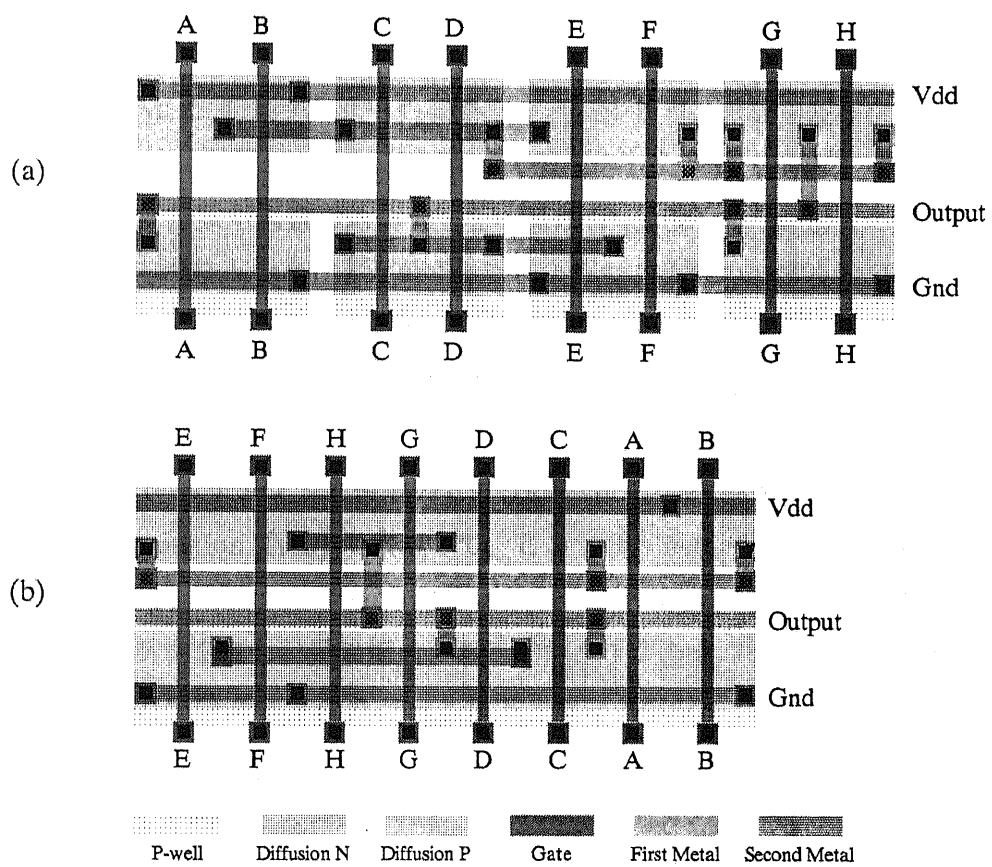 A B C D E F G H
Vdd
(a)
Output
Gnd
A B C D E F G H
E F H G D C A B
Vdd
(b)
Output
Gnd
E F H G D C A B
P-well Diffusion N Diffusion P Gate First Metal Second Metal